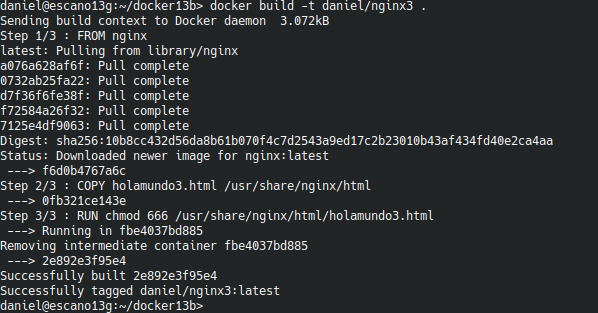 daniel@escano13g:~/docker13b> docker build -t daniel/nginx3 .
Sending build context to Docker daemon  3.072kB
Step 1/3 : FROM nginx
latest: Pulling from library/nginx
a076a628af6f: Pull complete
0732ab25fa22: Pull complete
d7f36f6fe38f: Pull complete
f72584a26f32: Pull complete
7125e4df9063: Pull complete
Digest: sha256:10b8cc432d56da8b61b070f4c7d2543a9ed17c2b23010b43af434fd40e2ca4aa
Status: Downloaded newer image for nginx:latest
 ---> f6d0b4767a6c
Step 2/3 : COPY holamundo3.html /usr/share/nginx/html
 ---> 0fb321ce143e
Step 3/3 : RUN chmod 666 /usr/share/nginx/html/holamundo3.html
 ---> Running in fbe4037bd885
Removing intermediate container fbe4037bd885
 ---> 2e892e3f95e4
Successfully built 2e892e3f95e4
Successfully tagged daniel/nginx3:latest
daniel@escano13g:~/docker13b>